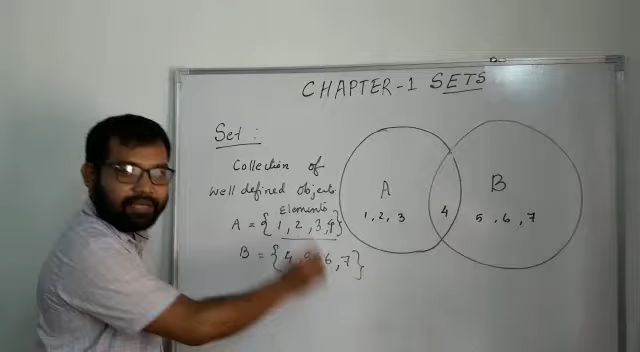 CHAPTER-1 SETS
Set :
Collection of
well defined objects
Elements
A = { 1, 2, 3, 4 }
B = { 4, 5, 6, 7 }
A
1, 2, 3
4
B
5, 6, 7